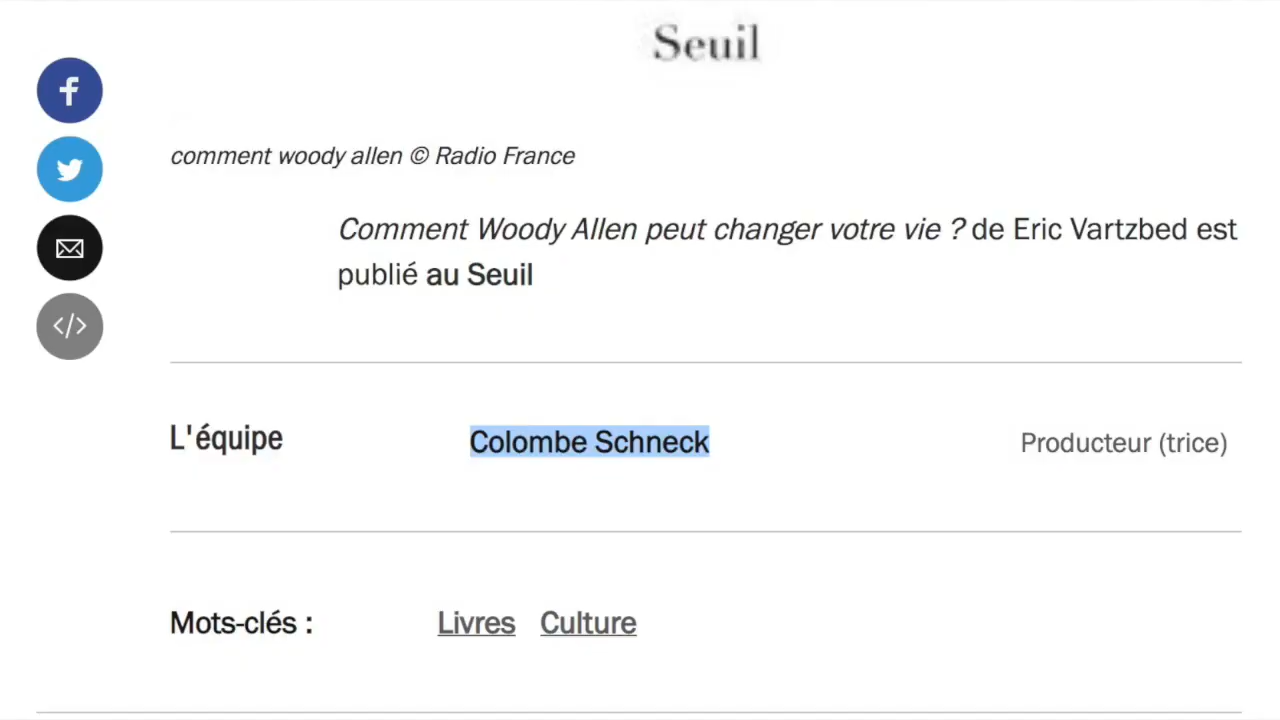 Seuil
comment woody allen © Radio France
Comment Woody Allen peut changer votre vie ? de Eric Vartzbed est
publié au Seuil
L'équipe Colombe Schneck Producteur (trice)
Mots-clés : Livres Culture